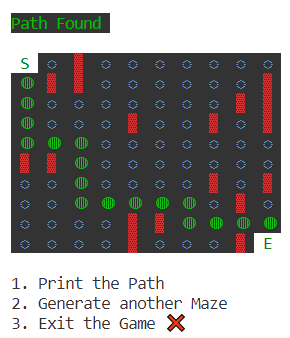 Path Found
S
E
1. Print the Path
2. Generate another Maze
3. Exit the Game ❌